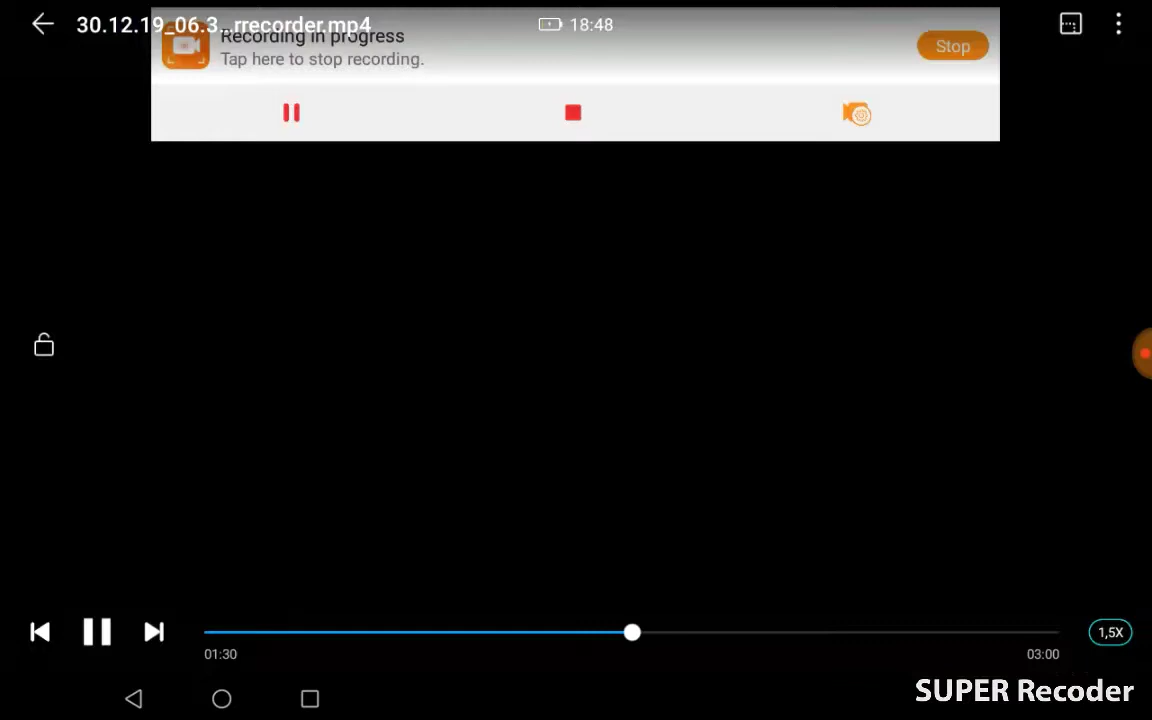 30.12.19_06.3...rrecorder.mp4
18:48
Recording in progress
Tap here to stop recording.
Stop
01:30
03:00
1,5X
SUPER Recoder